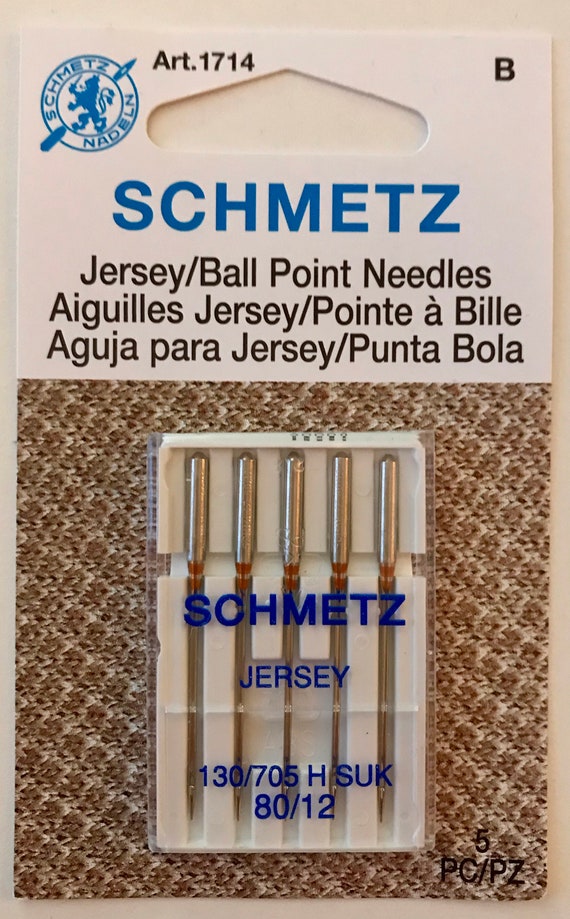 SCHMETZ NADELN
Art.1714
B
SCHMETZ
Jersey/Ball Point Needles
Aiguilles Jersey/Pointe à Bille
Aguja para Jersey/Punta Bola
SCHMETZ
JERSEY
130/705 H SUK
80/12
5
PC/PZ